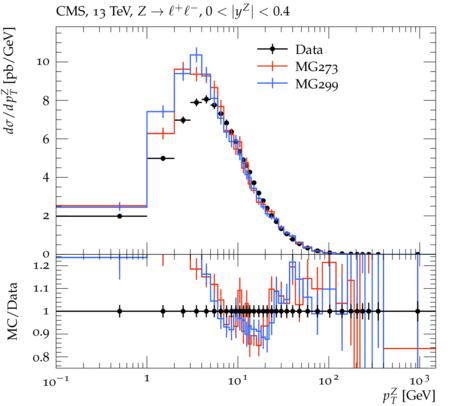 CMS, 13 TeV, Z → ℓ⁺ℓ⁻, 0 < |y^Z| < 0.4
dσ/dp_T^Z [pb/GeV]
10
8
6
4
2
0
Data
MG273
MG299
MC/Data
1.2
1.1
1
0.9
0.8
10⁻¹
1
10¹
10²
10³
p_T^Z [GeV]